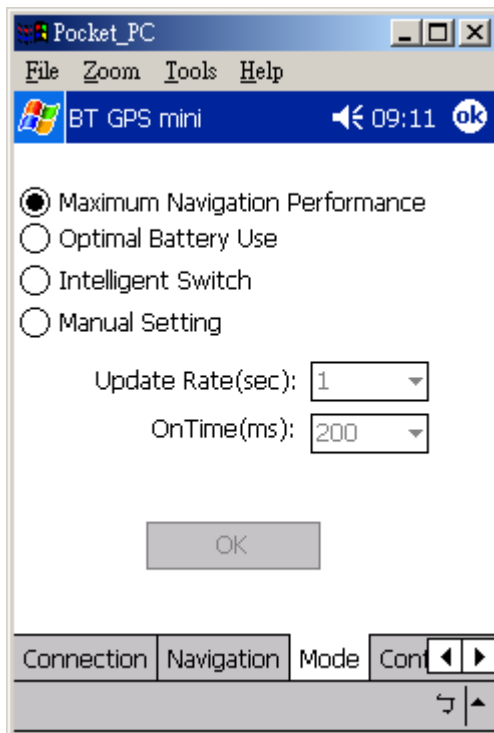 Pocket_PC
File Zoom Tools Help
BT GPS mini 09:11 ok
Maximum Navigation Performance
Optimal Battery Use
Intelligent Switch
Manual Setting
Update Rate(sec): 1
OnTime(ms): 200
OK
Connection Navigation Mode
ㄅ